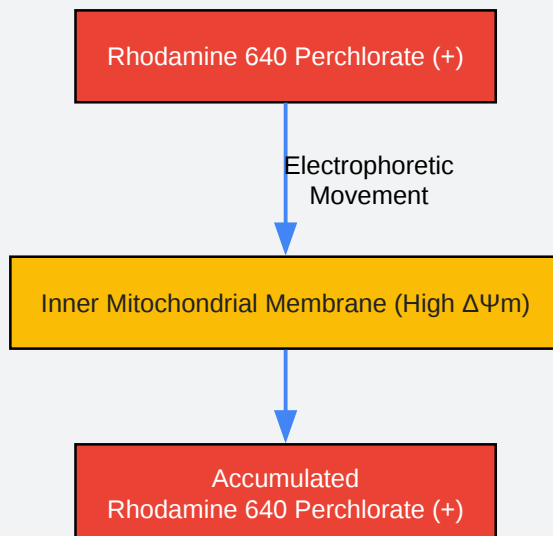 Rhodamine 640 Perchlorate (+)
Electrophoretic
Movement
Inner Mitochondrial Membrane (High ΔΨm)
Accumulated
Rhodamine 640 Perchlorate (+)